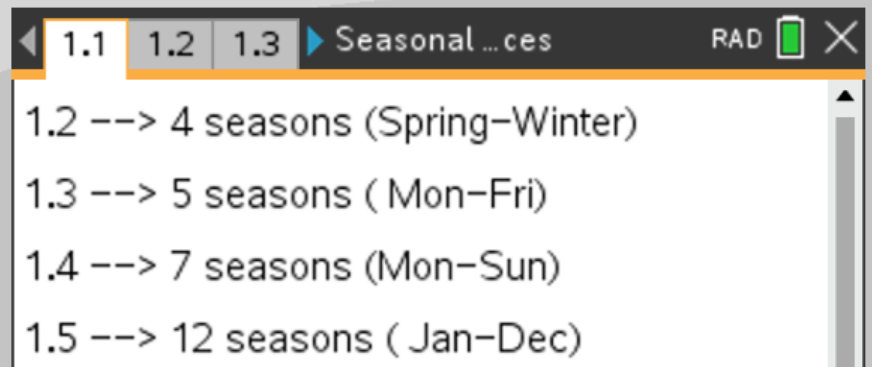 1.1 1.2 1.3 Seasonal ...ces RAD
1.2 --> 4 seasons (Spring-Winter)
1.3 --> 5 seasons ( Mon-Fri)
1.4 --> 7 seasons (Mon-Sun)
1.5 --> 12 seasons ( Jan-Dec)